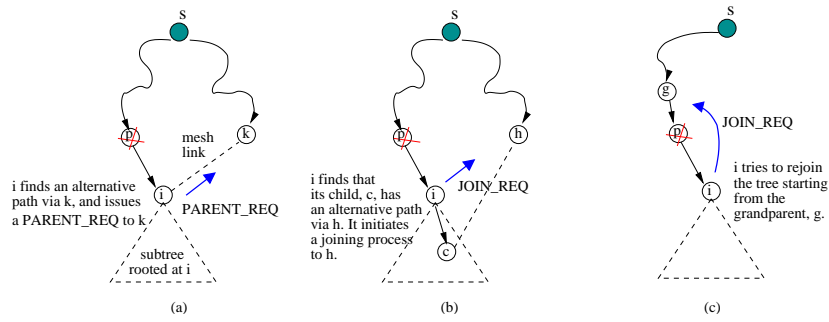 s
p
k
mesh
link
i finds an alternative
path via k, and issues
a PARENT_REQ to k
i
PARENT_REQ
subtree
rooted at i
(a)
s
p
h
i finds that
its child, c, has
an alternative path
via h. It initiates
a joining process
to h.
i
JOIN_REQ
c
(b)
s
g
p
JOIN_REQ
i
i tries to rejoin
the tree starting
from the
grandparent, g.
(c)